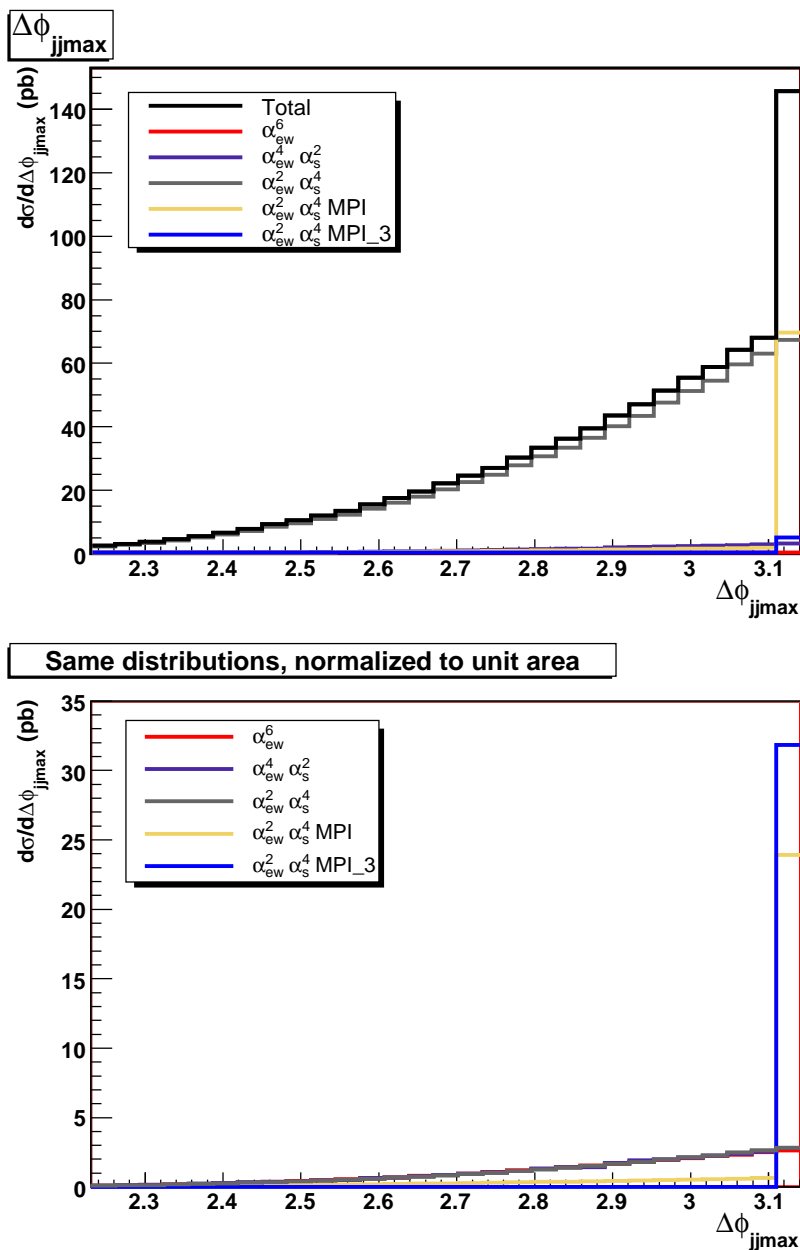 Δϕjjmax
dσ/dΔϕjjmax (pb)
140
120
100
80
60
40
20
0
Total
α⁶ew
α⁴ew α²s
α²ew α⁴s
α²ew α⁴s MPI
α²ew α⁴s MPI_3
2.3 2.4 2.5 2.6 2.7 2.8 2.9 3 3.1
Δϕjjmax
Same distributions, normalized to unit area
dσ/dΔϕjjmax (pb)
35
30
25
20
15
10
5
0
α⁶ew
α⁴ew α²s
α²ew α⁴s
α²ew α⁴s MPI
α²ew α⁴s MPI_3
2.3 2.4 2.5 2.6 2.7 2.8 2.9 3 3.1
Δϕjjmax